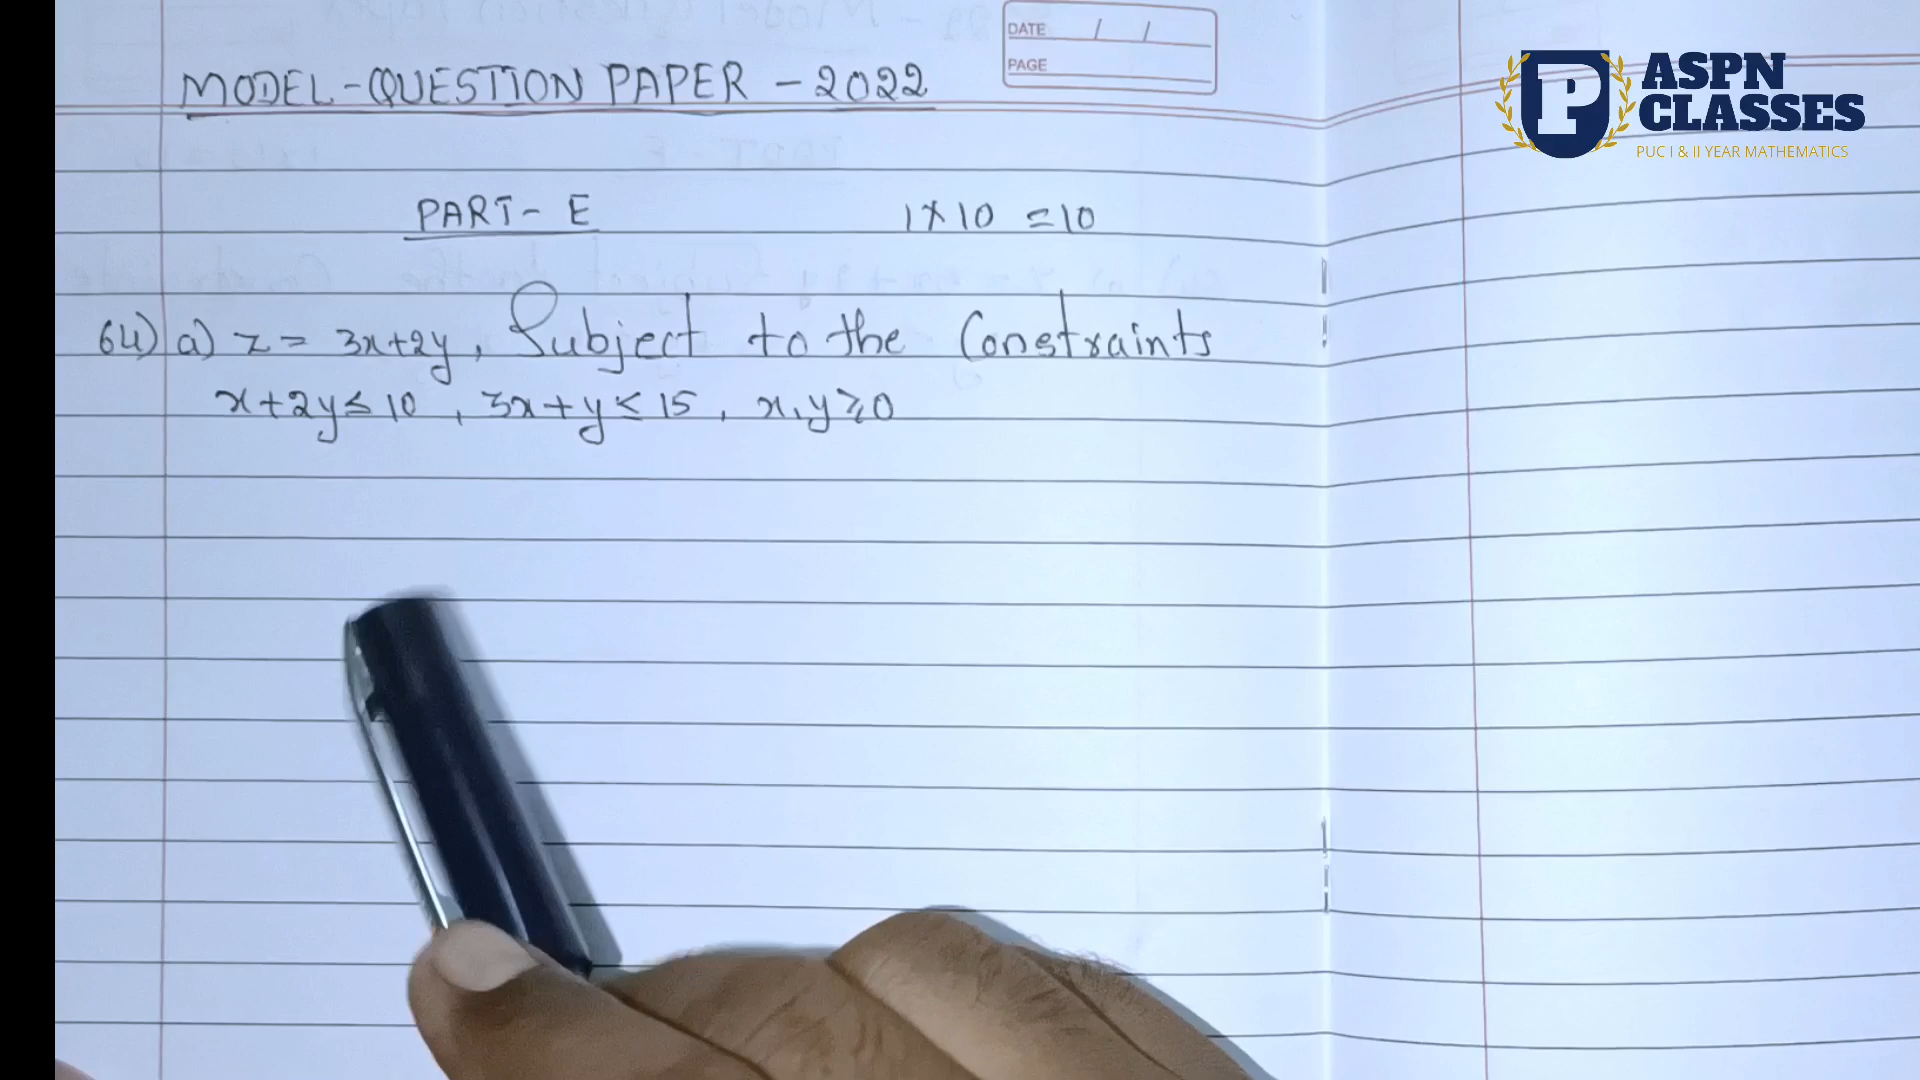 DATE / /
PAGE
MODEL-QUESTION PAPER - 2022
P
ASPN
CLASSES
PUC I & II YEAR MATHEMATICS
PART- E 1×10 =10
64) a) z = 3x+2y, Subject to the Constraints
x+2y≤10, 3x+y≤15, x,y≥0